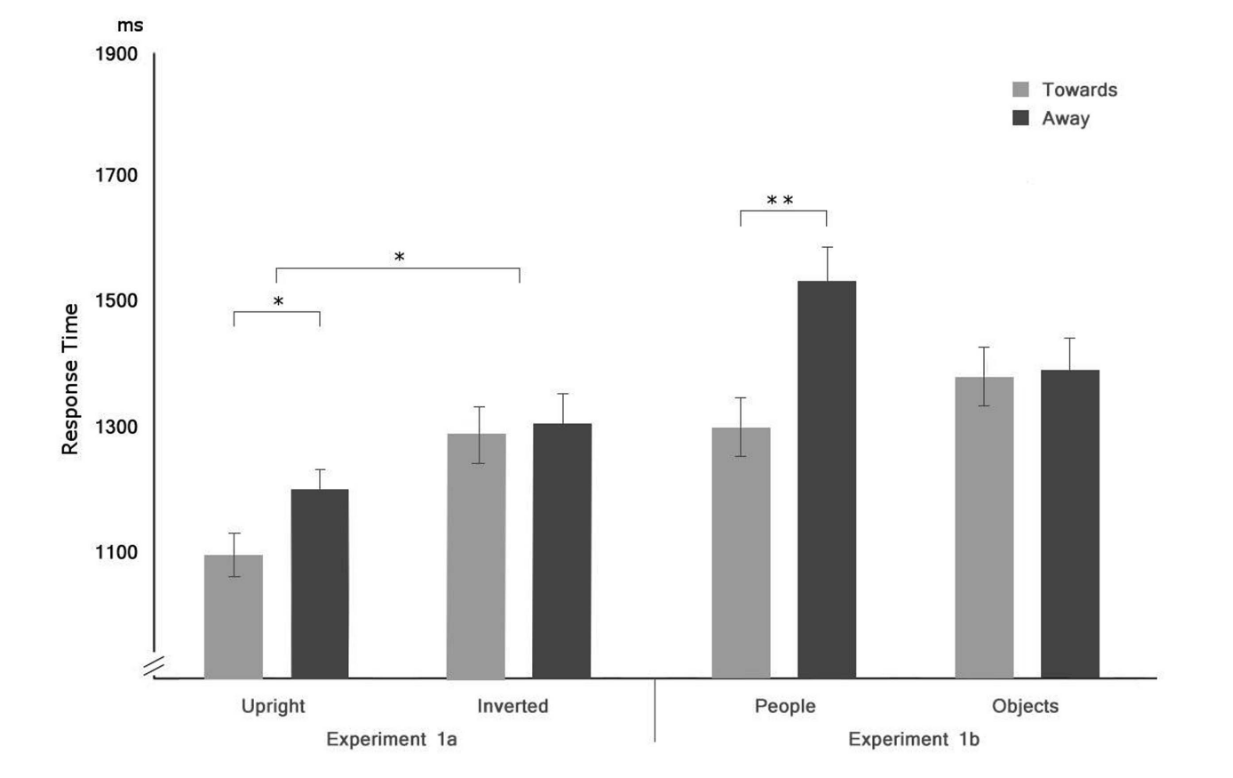 ms
1900
Towards
Away
1700
**
*
1500
*
Response Time
1300
1100
Upright Inverted People Objects
Experiment 1a Experiment 1b